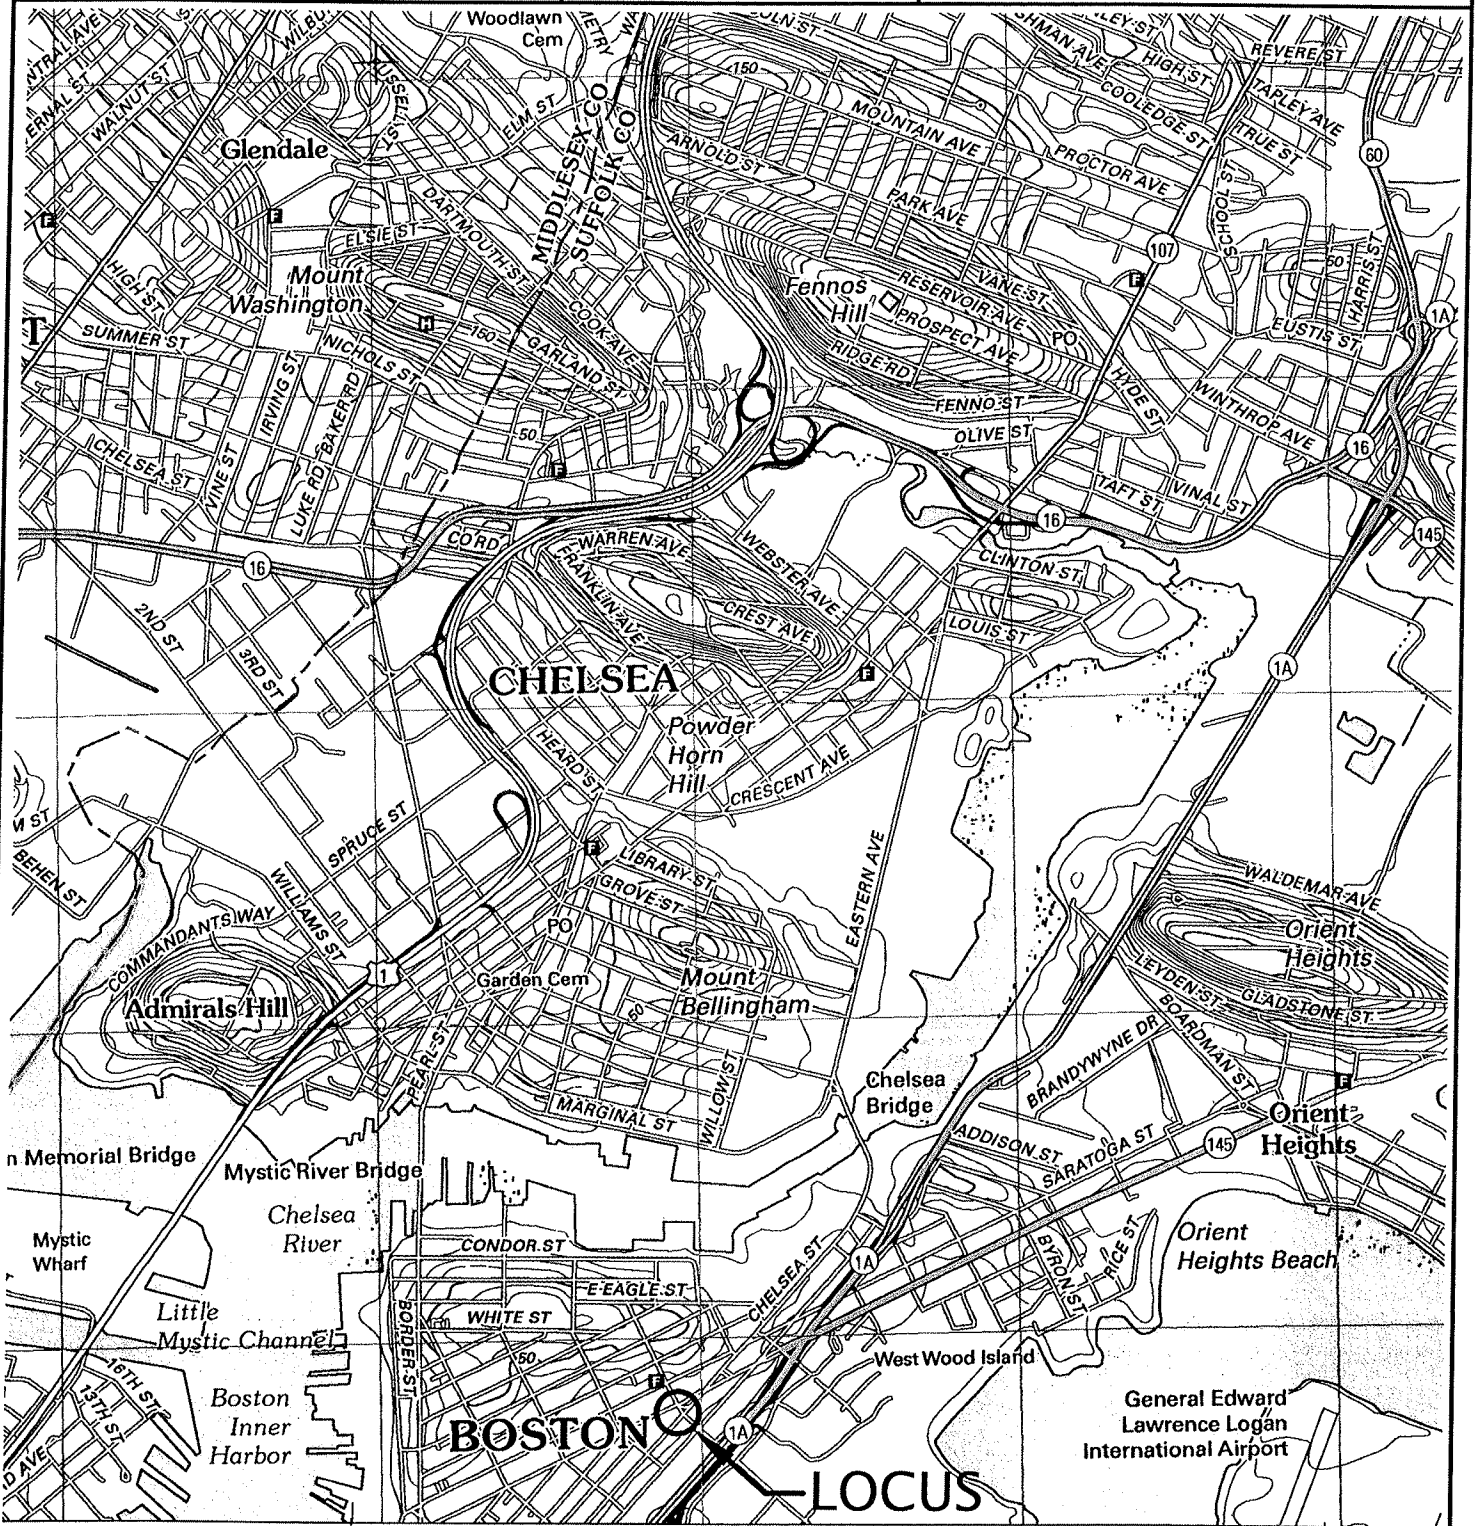 Woodlawn
Cem
WILBU
REVERE ST
HIGH ST
150
WALNUT ST
ELM ST
MOUNTAIN AVE
COOLEDGE ST
TAPLEY AVE
TRUE ST
Glendale
ARNOLD ST
PROCTOR AVE
60
MIDDLESEX CO
SUFFOLK CO
F
F
DARTMOUTH ST
PARK AVE
SCHOOL ST
ELSIE ST
107
HIGH ST
Mount
Washington
COOK AVE
Fennos
Hill
VANE ST
RESERVOIR AVE
PROSPECT AVE
F
60
HARRIS ST
1A
EUSTIS ST
T
SUMMER ST
H
150
GARLAND ST
PO
NICHOLS ST
RIDGE RD
HYDE ST
IRVING ST
BAKER RD
FENNO ST
WINTHROP AVE
50
OLIVE ST
16
CHELSEA ST
VINE ST
LUKE RD
F
TAFT ST
VINAL ST
16
145
CORD
WARREN AVE
WEBSTER AVE
16
CLINTON ST
FRANKLIN AVE
CREST AVE
LOUIS ST
2ND ST
3RD ST
1A
CHELSEA
F
Powder
Horn
Hill
HEARD ST
CRESCENT AVE
SPRUCE ST
M ST
BEHEN ST
F
LIBRARY ST
EASTERN AVE
WALDEMAR AVE
WILLIAMS ST
GROVE ST
COMMANDANTS WAY
PO
Orient
Heights
1
Garden Cem
Mount
Bellingham
LEYDEN ST
GLADSTONE ST
Admirals Hill
50
BOARDMAN ST
BRANDYWYNE DR
PEARL ST
WILLOW ST
Chelsea
Bridge
F
MARGINAL ST
Orient
Heights
ADDISON ST
SARATOGA ST
145
n Memorial Bridge
Mystic River Bridge
Chelsea
River
Mystic
Wharf
CONDOR ST
CHELSEA ST
1A
BYRON ST
RICE ST
Orient
Heights Beach
E EAGLE ST
Little
Mystic Channel
BORDER ST
WHITE ST
50
West Wood Island
16TH ST
13TH ST
F
Boston
Inner
Harbor
General Edward
Lawrence Logan
International Airport
BOSTON
1A
D AVE
LOCUS